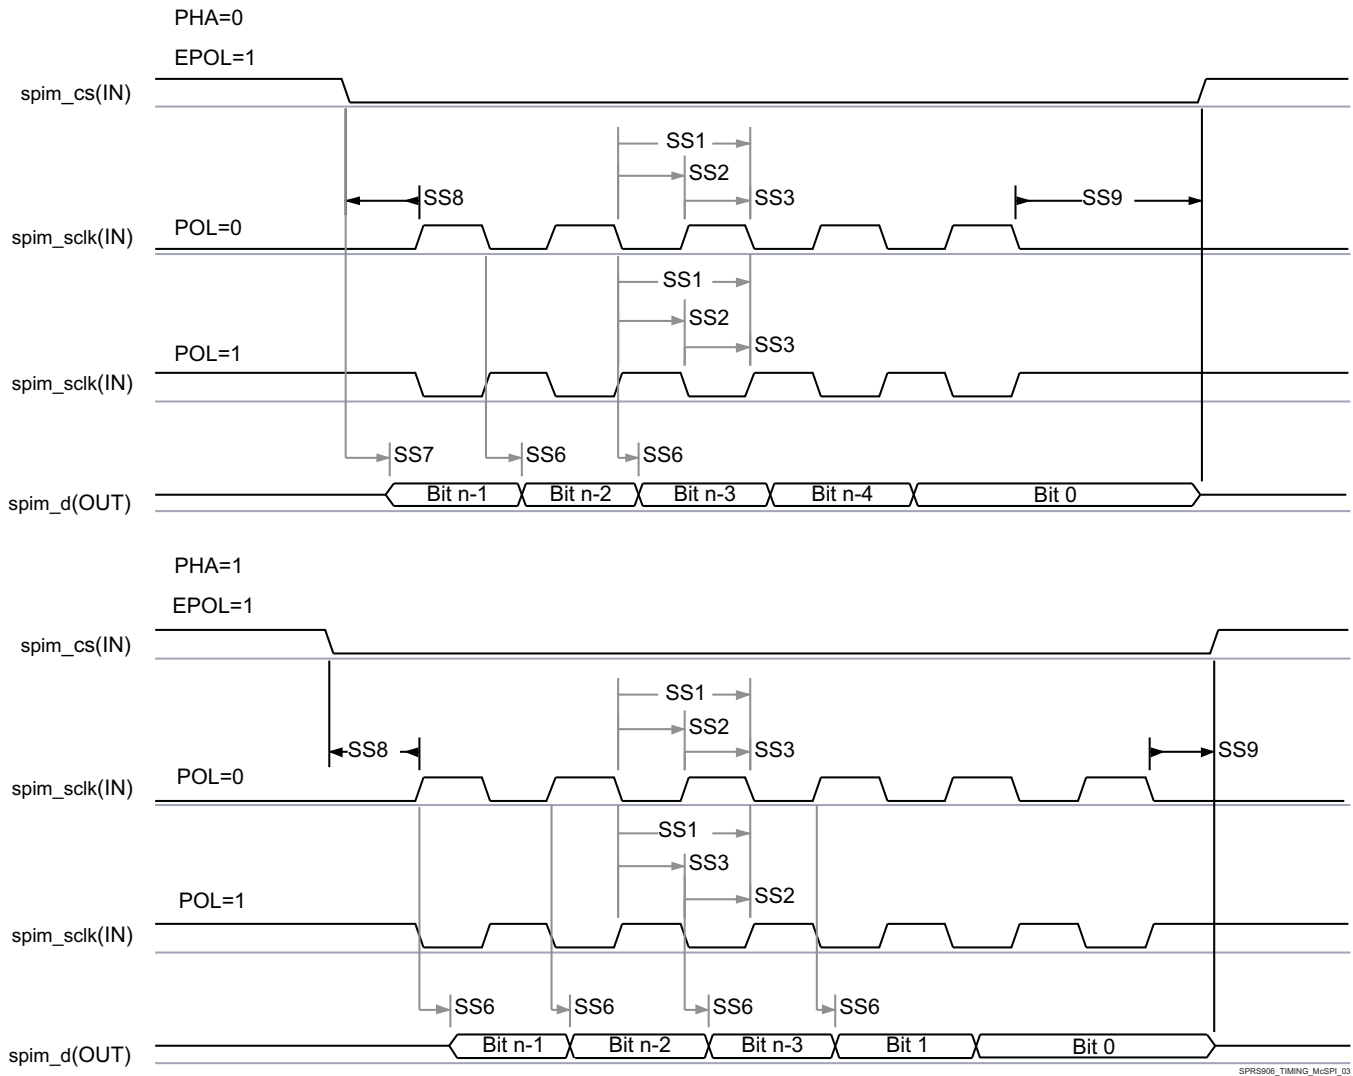 PHA=0
EPOL=1
spim_cs(IN)
SS1
SS2
SS8
SS3
SS9
POL=0
spim_sclk(IN)
SS1
SS2
SS3
POL=1
spim_sclk(IN)
SS7
SS6
SS6
spim_d(OUT)
Bit n-1
Bit n-2
Bit n-3
Bit n-4
Bit 0
PHA=1
EPOL=1
spim_cs(IN)
SS1
SS2
SS8
SS3
SS9
POL=0
spim_sclk(IN)
SS1
SS3
SS2
POL=1
spim_sclk(IN)
SS6
SS6
SS6
SS6
spim_d(OUT)
Bit n-1
Bit n-2
Bit n-3
Bit 1
Bit 0
SPRS906_TIMING_McSPI_03